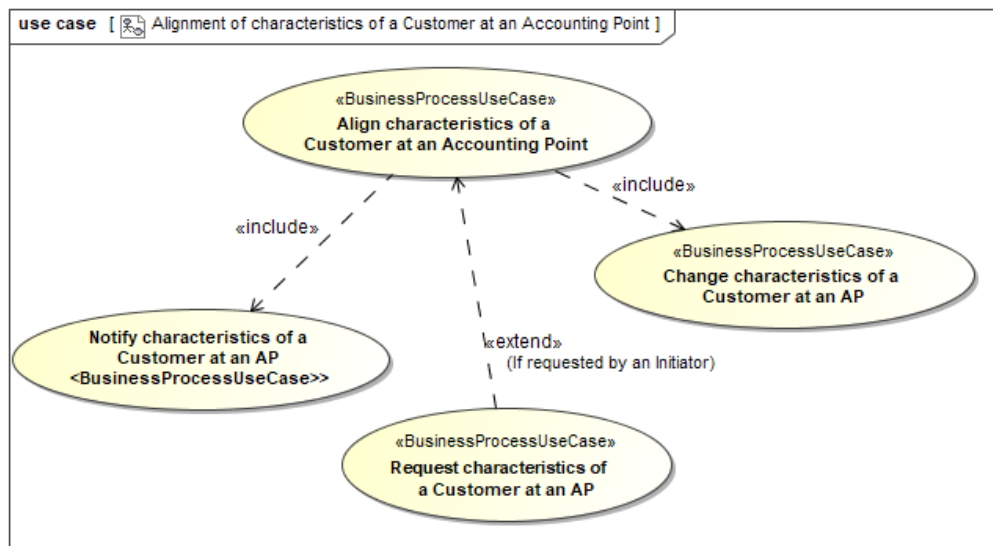 use case [ Alignment of characteristics of a Customer at an Accounting Point ]
«BusinessProcessUseCase»
Align characteristics of a
Customer at an Accounting Point
«include»
«include»
«BusinessProcessUseCase»
Change characteristics of a
Customer at an AP
Notify characteristics of a
Customer at an AP
<BusinessProcessUseCase>>
«extend»
(If requested by an Initiator)
«BusinessProcessUseCase»
Request characteristics of
a Customer at an AP